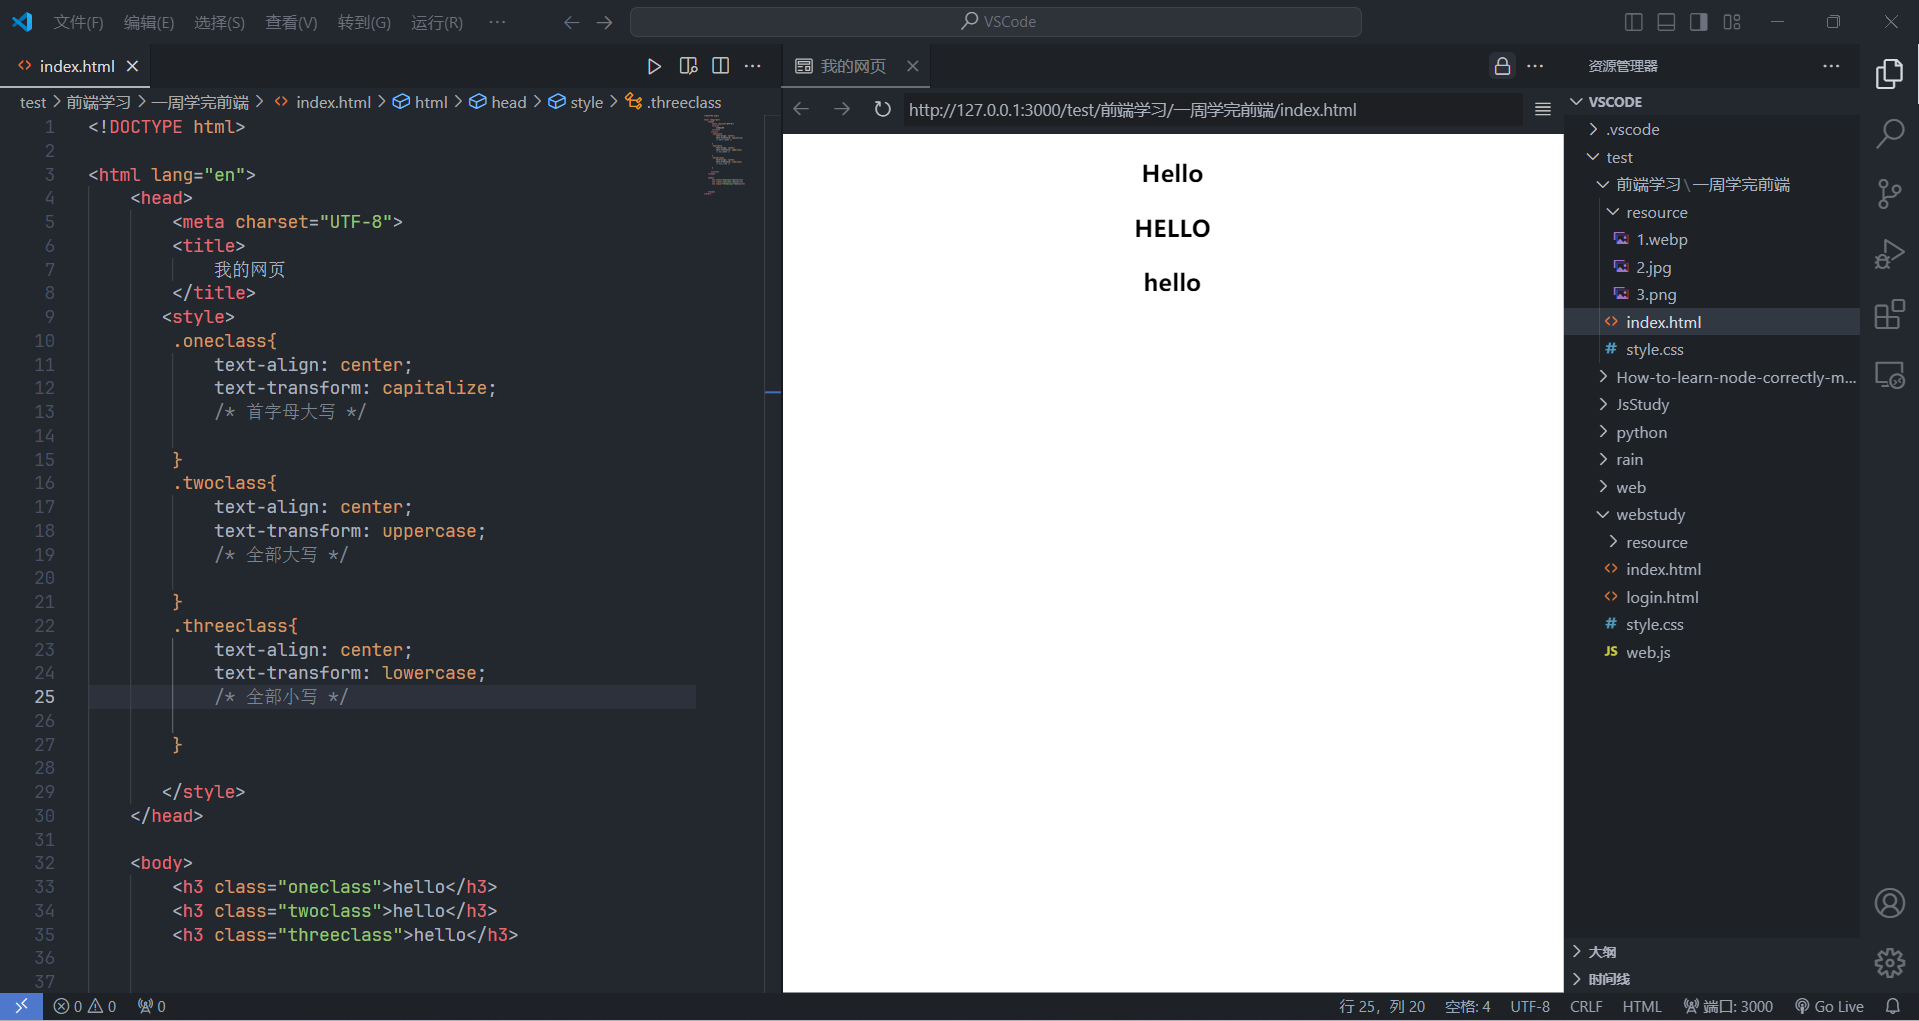 文件(F) 编辑(E) 选择(S) 查看(V) 转到(G) 运行(R) ··· VSCode
index.html
我的网页
资源管理器
test > 前端学习 > 一周学完前端 > index.html > html > head > style > .threeclass
http://127.0.0.1:3000/test/前端学习/一周学完前端/index.html
1 <!DOCTYPE html>
2
3 <html lang="en">
4 <head>
5 <meta charset="UTF-8">
6 <title>
7 我的网页
8 </title>
9 <style>
10 .oneclass{
11 text-align: center;
12 text-transform: capitalize;
13 /* 首字母大写 */
14
15 }
16 .twoclass{
17 text-align: center;
18 text-transform: uppercase;
19 /* 全部大写 */
20
21 }
22 .threeclass{
23 text-align: center;
24 text-transform: lowercase;
25 /* 全部小写 */
26
27 }
28
29 </style>
30 </head>
31
32 <body>
33 <h3 class="oneclass">hello</h3>
34 <h3 class="twoclass">hello</h3>
35 <h3 class="threeclass">hello</h3>
36
37
Hello
HELLO
hello
VSCODE
.vscode
test
前端学习\一周学完前端
resource
1.webp
2.jpg
3.png
index.html
style.css
How-to-learn-node-correctly-m...
JsStudy
python
rain
web
webstudy
resource
index.html
login.html
style.css
JS web.js
大纲
时间线
0 0 0 行 25，列 20 空格: 4 UTF-8 CRLF HTML 端口: 3000 Go Live